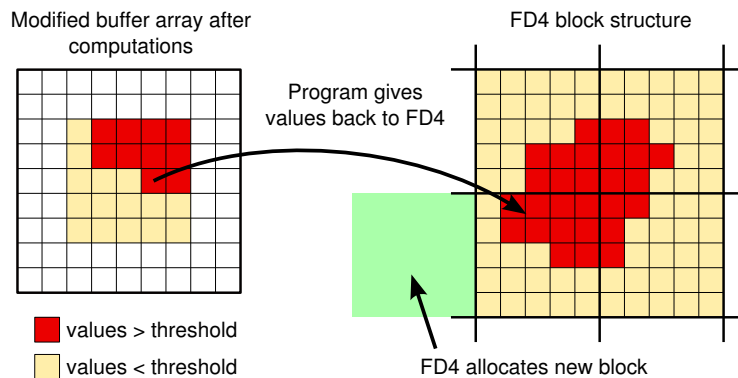 Modified buffer array after
computations
FD4 block structure
Program gives
values back to FD4
values > threshold
values < threshold
FD4 allocates new block